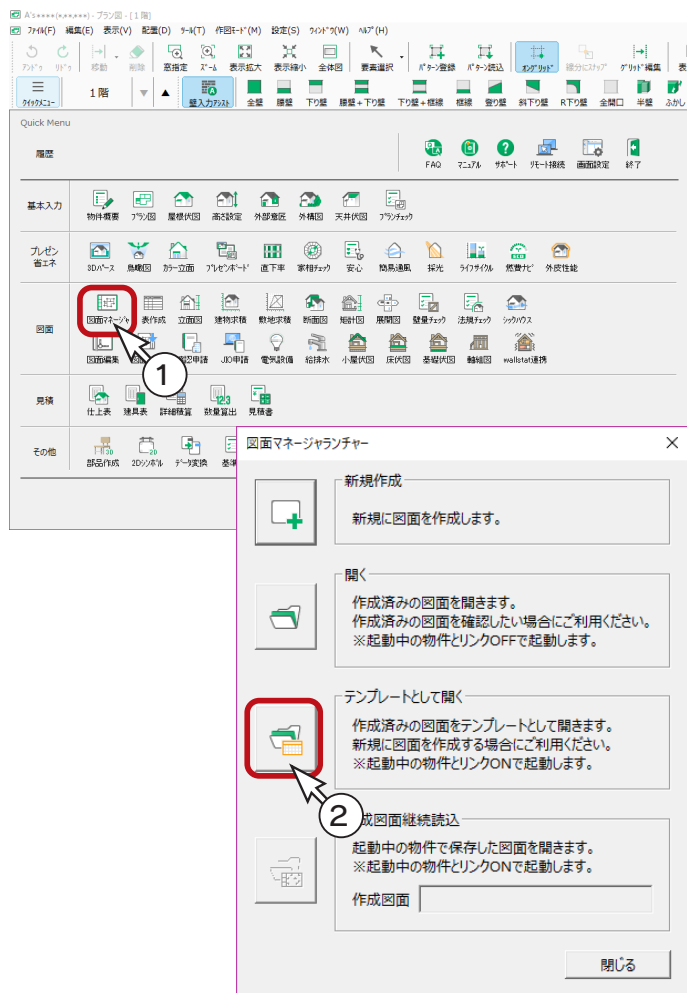 A's∗∗∗∗(∗,∗∗,∗∗∗) - プラン図 - [1 階]
ファイル(F) 編集(E) 表示(V) 配置(D) ツール(T) 作図モード(M) 設定(S) ウィンドウ(W) ヘルプ(H)
アンドゥ リドゥ 移動 削除 窓指定 ズーム 表示拡大 表示縮小 全体図 要素選択 パターン登録 パターン読込 オングリッド 線分にスナップ グリッド編集 表
クイックメニュー 1 階 ▼ ▲ 壁入力アシスト 全壁 腰壁 下り壁 腰壁+下り壁 下り壁+框線 框線 登り壁 斜下り壁 R下り壁 全開口 半壁 ふかし
Quick Menu
履歴 FAQ マニュアル サポート リモート接続 画面設定 終了
基本入力 物件概要 プラン図 屋根伏図 高さ設定 外部意匠 外構図 天井伏図 プランチェック
プレゼン
省エネ 3Dパース 鳥瞰図 カラー立面 プレゼンボード 直下率 家相チェック 安心 簡易通風 採光 ライフサイクル 燃費ナビ 外皮性能
図面 図面マネージャ 表作成 立面図 建物求積 敷地求積 断面図 矩計図 展開図 壁量チェック 法規チェック シックハウス
図面編集 確認申請 JIO申請 電気設備 給排水 小屋伏図 床伏図 基礎伏図 軸組図 wallstat連携
1
見積 仕上表 建具表 詳細積算 数量算出 見積書
その他 部品作成 2Dシンボル データ変換 基準
図面マネージャランチャー
新規作成
新規に図面を作成します。
開く
作成済みの図面を開きます。
作成済みの図面を確認したい場合にご利用ください。
※起動中の物件とリンクOFFで起動します。
テンプレートとして開く
作成済みの図面をテンプレートとして開きます。
新規に図面を作成する場合にご利用ください。
※起動中の物件とリンクONで起動します。
2
成図面継続読込
起動中の物件で保存した図面を開きます。
※起動中の物件とリンクONで起動します。
作成図面
閉じる